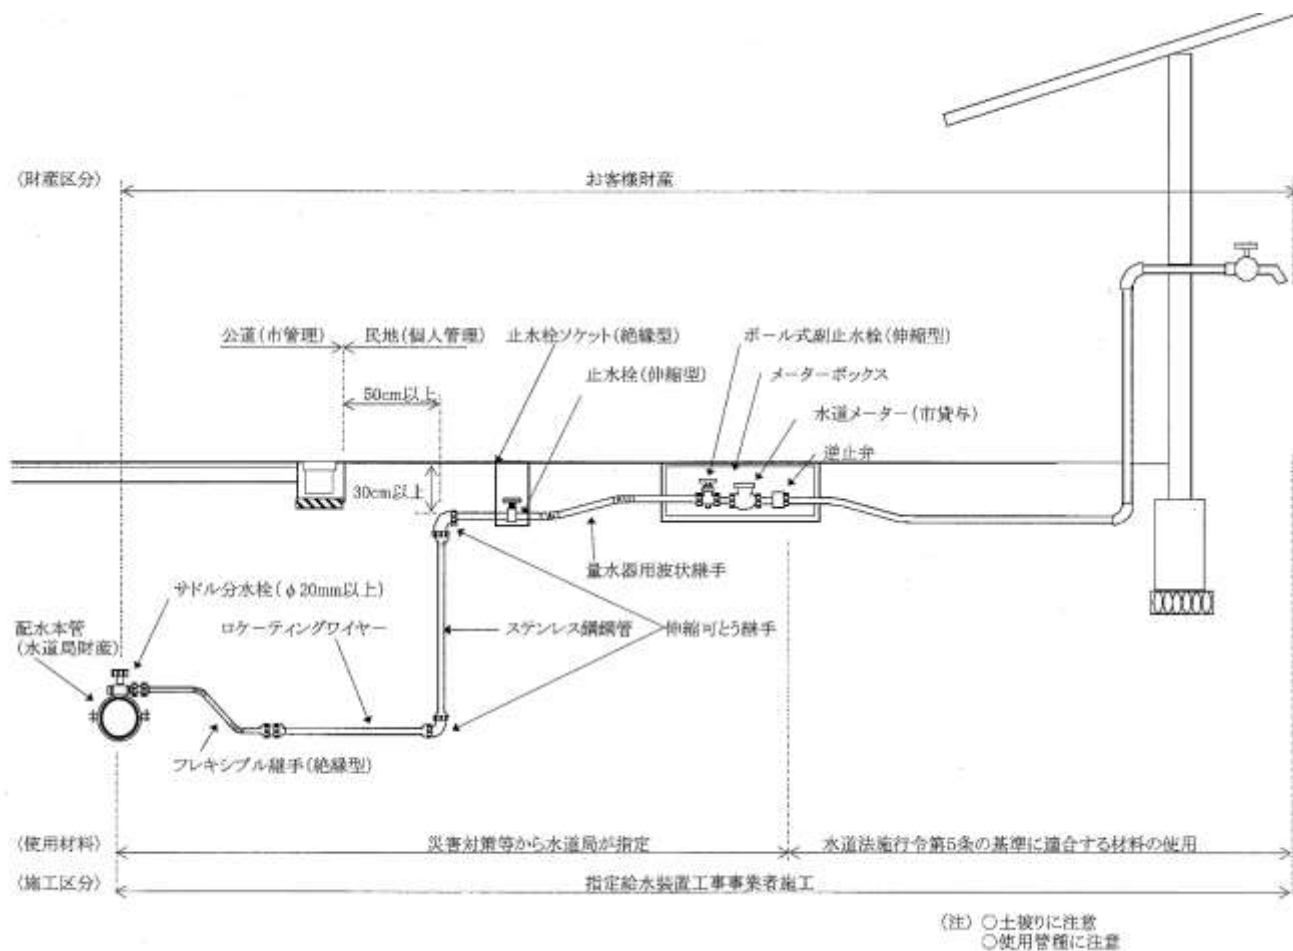 (財産区分)
お客様財産
公道(市管理)
民地(個人管理)
止水栓ソケット(絶縁型)
ボール式副止水栓(伸縮型)
止水栓(伸縮型)
メーターボックス
50cm以上
水道メーター(市貸与)
逆止弁
30cm以上
量水器用波状継手
サドル分水栓(φ20mm以上)
配水本管
(水道局財産)
ロケーティングワイヤー
ステンレス鋼鋼管
伸縮可とう継手
フレキシブル継手(絶縁型)
(使用材料)
災害対策等から水道局が指定
水道法施行令第5条の基準に適合する材料の使用
(施工区分)
指定給水装置工事事業者施工
(注) ○土被りに注意
○使用管種に注意